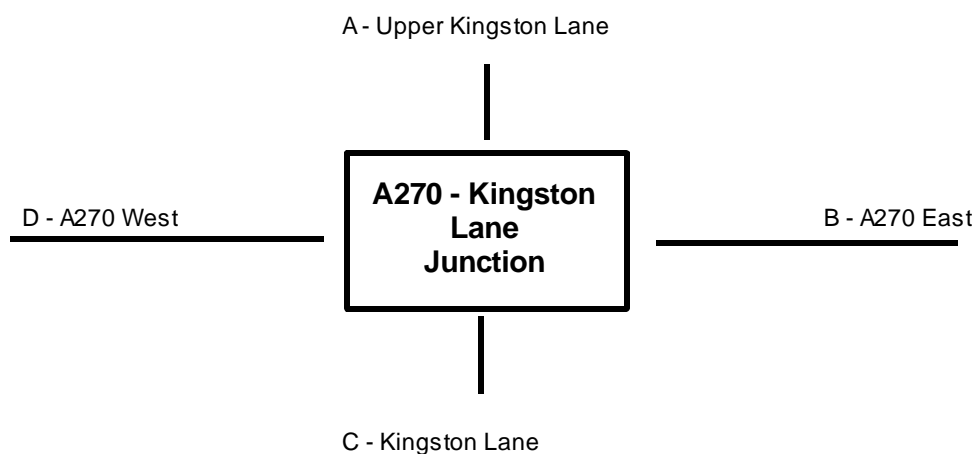 A - Upper Kingston Lane
A270 - Kingston
Lane
Junction
D - A270 West
B - A270 East
C - Kingston Lane